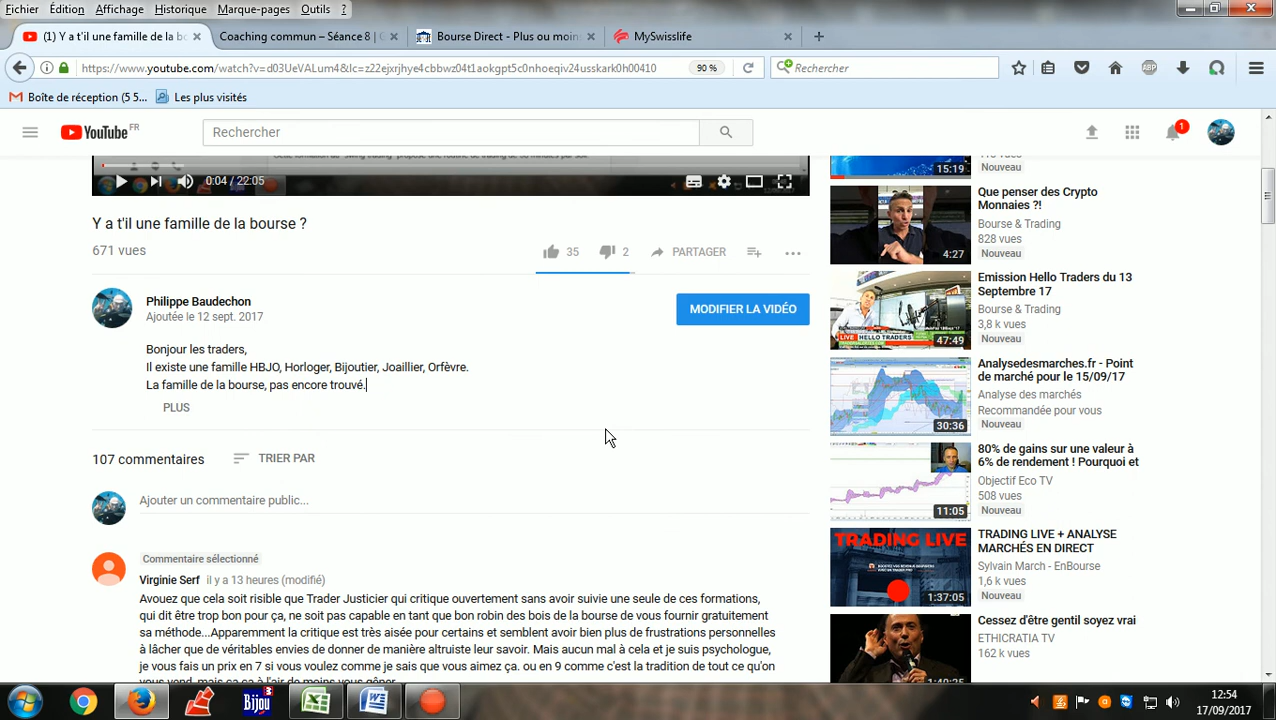 Fichier Édition Affichage Historique Marque-pages Outils ?
(1) Y a t'il une famille de la bo
Coaching commun – Séance 8 | C
Bourse Direct - Plus ou moin
MySwisslife
https://www.youtube.com/watch?v=d03UeVALum4&lc=z22ejxrjhye4cbbwz04t1aokgpt5c0nhoeqiv24usskark0h00410
90 %
Rechercher
ABP
Boîte de réception (5 5...
Les plus visités
YouTube FR
Rechercher
1
0:04 / 22:05
Y a t'il une famille de la bourse ?
671 vues
35
2
PARTAGER
Philippe Baudechon
Ajoutée le 12 sept. 2017
MODIFIER LA VIDÉO
Bonjour les traders,
Il existe une famille HBJO, Horloger, Bijoutier, Joaillier, Orfèvre.
La famille de la bourse, pas encore trouvé.
PLUS
107 commentaires
TRIER PAR
Ajouter un commentaire public...
Commentaire sélectionné
Virginie Serf il y a 13 heures (modifié)
Avouez que cela soit risible que Trader Justicier qui critique ouvertement sans avoir suivie une seule de ces formations,
qui dit être trop bon pour ça, ne soit pas capable en tant que bon robin des bois de la bourse de vous fournir gratuitement
sa méthode...Apparemment la critique est très aisée pour certains et semblent avoir bien plus de frustrations personnelles
à lâcher que de véritables envies de donner de manière altruiste leur savoir. Mais aucun mal à cela et je suis psychologue,
je vous fais un prix en 7 si vous voulez comme je sais que vous aimez ça. ou en 9 comme c'est la tradition de tout ce qu'on
15:19
Nouveau
Que penser des Crypto
Monnaies ?!
Bourse & Trading
828 vues
Nouveau
4:27
Emission Hello Traders du 13
Septembre 17
Bourse & Trading
3,8 k vues
Nouveau
LIVE HELLO TRADERS
47:49
Analysedesmarches.fr - Point
de marché pour le 15/09/17
Analyse des marchés
Recommandée pour vous
Nouveau
30:36
80% de gains sur une valeur à
6% de rendement ! Pourquoi et
Objectif Eco TV
508 vues
Nouveau
11:05
TRADING LIVE
TRADING LIVE + ANALYSE
MARCHÉS EN DIRECT
Sylvain March - EnBourse
1,6 k vues
Nouveau
1:37:05
Cessez d'être gentil soyez vrai
ETHICRATIA TV
162 k vues
Bijou
12:54
17/09/2017